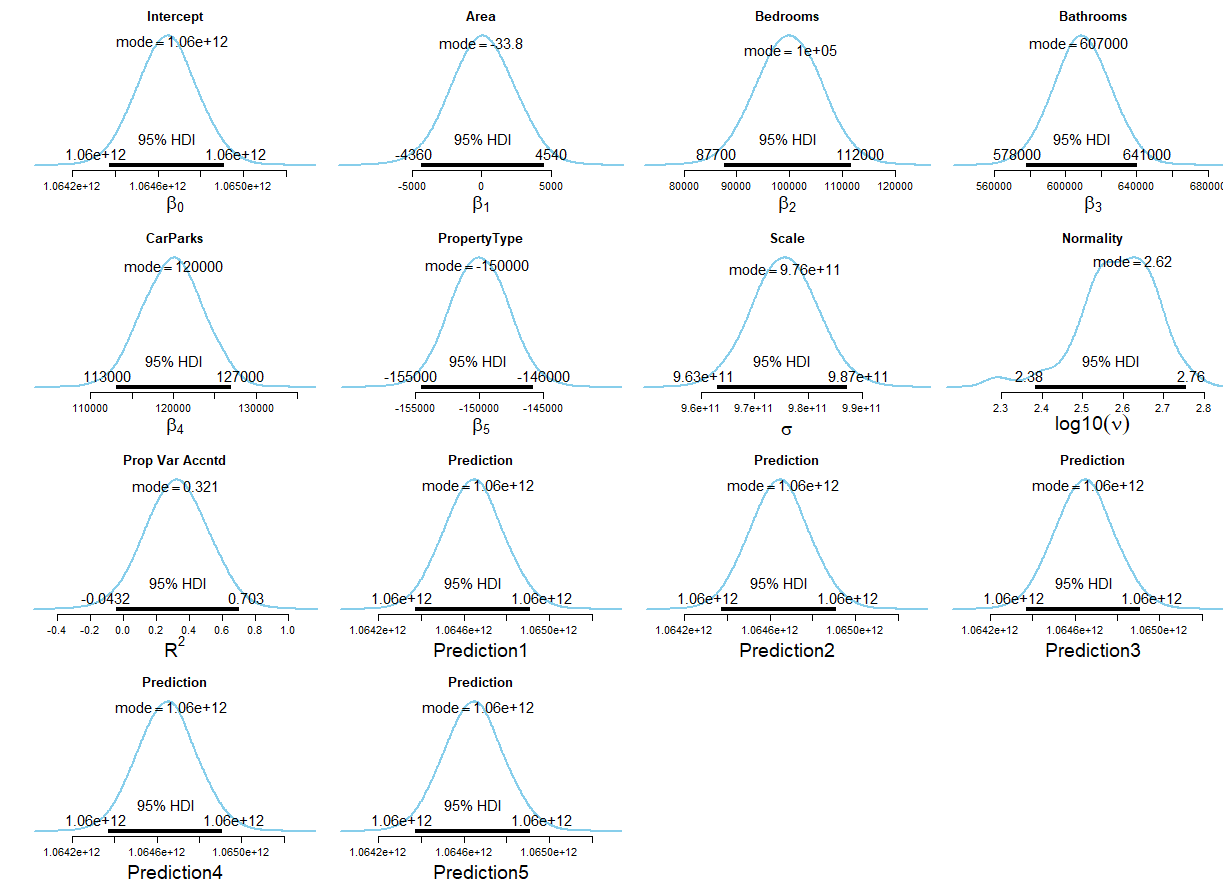 Intercept
mode = 1.06e+12
95% HDI
1.06e+12 1.06e+12
1.0642e+12 1.0646e+12 1.0650e+12
β0
Area
mode = -33.8
95% HDI
-4360 4540
-5000 0 5000
β1
Bedrooms
mode = 1e+05
95% HDI
87700 112000
80000 90000 100000 110000 120000
β2
Bathrooms
mode = 607000
95% HDI
578000 641000
560000 600000 640000 680000
β3
CarParks
mode = 120000
95% HDI
113000 127000
110000 120000 130000
β4
PropertyType
mode = -150000
95% HDI
-155000 -146000
-155000 -150000 -145000
β5
Scale
mode = 9.76e+11
95% HDI
9.63e+11 9.87e+11
9.6e+11 9.7e+11 9.8e+11 9.9e+11
σ
Normality
mode = 2.62
95% HDI
2.38 2.76
2.3 2.4 2.5 2.6 2.7 2.8
log10(ν)
Prop Var Accntd
mode = 0.321
95% HDI
-0.0432 0.703
-0.4 -0.2 0.0 0.2 0.4 0.6 0.8 1.0
R2
Prediction
mode = 1.06e+12
95% HDI
1.06e+12 1.06e+12
1.0642e+12 1.0646e+12 1.0650e+12
Prediction1
Prediction
mode = 1.06e+12
95% HDI
1.06e+12 1.06e+12
1.0642e+12 1.0646e+12 1.0650e+12
Prediction2
Prediction
mode = 1.06e+12
95% HDI
1.06e+12 1.06e+12
1.0642e+12 1.0646e+12 1.0650e+12
Prediction3
Prediction
mode = 1.06e+12
95% HDI
1.06e+12 1.06e+12
1.0642e+12 1.0646e+12 1.0650e+12
Prediction4
Prediction
mode = 1.06e+12
95% HDI
1.06e+12 1.06e+12
1.0642e+12 1.0646e+12 1.0650e+12
Prediction5